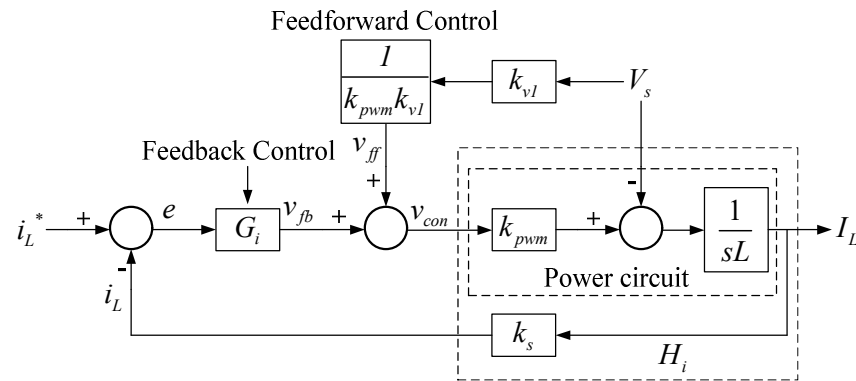 Feedforward Control
1
k_pwm k_v1
k_v1
V_s
v_ff
Feedback Control
+
-
i_L*
+
e
G_i
v_fb
+
v_con
k_pwm
+
1
sL
I_L
Power circuit
-
i_L
k_s
H_i